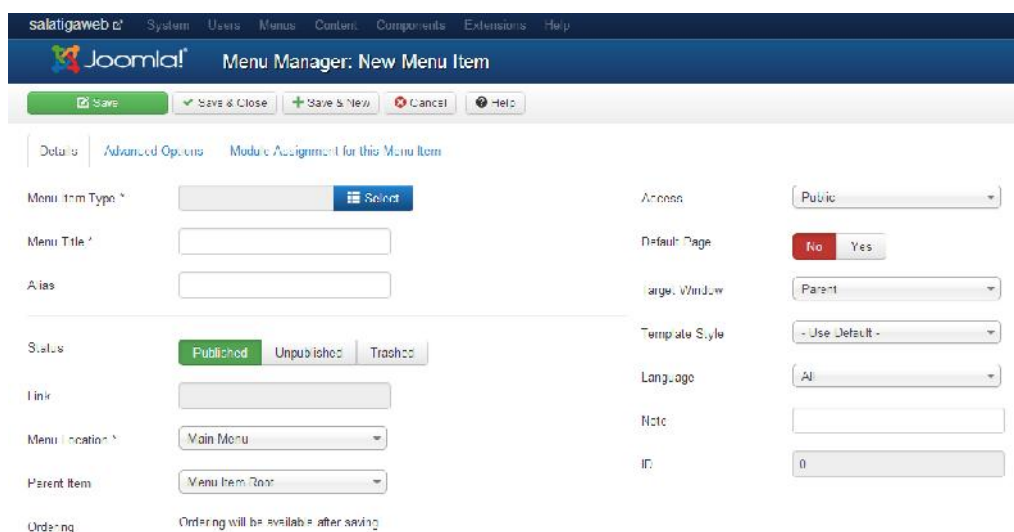 salatigaweb System Users Menus Content Components Extensions Help
Joomla! Menu Manager: New Menu Item
Save Save & Close Save & New Cancel Help
Details Advanced Options Module Assignment for this Menu Item
Menu Item Type * Select
Menu Title *
Alias
Status Published Unpublished Trashed
Link
Menu Location * Main Menu
Parent Item Menu Item Root
Ordering Ordering will be available after saving
Access Public
Default Page No Yes
Target Window Parent
Template Style - Use Default -
Language All
Note
ID 0